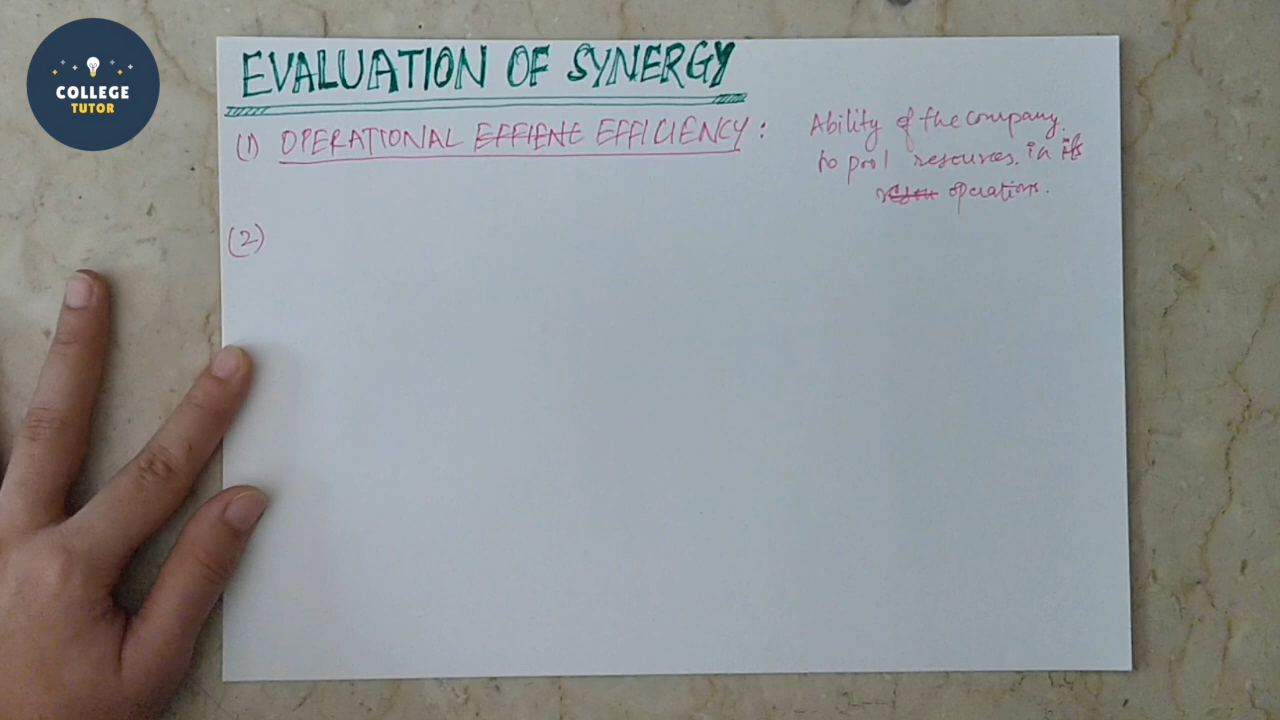 COLLEGE
TUTOR
EVALUATION OF SYNERGY
(1) OPERATIONAL EFFIENT EFFICIENCY : Ability of the company.
to pool resources. in its
operations.
(2)